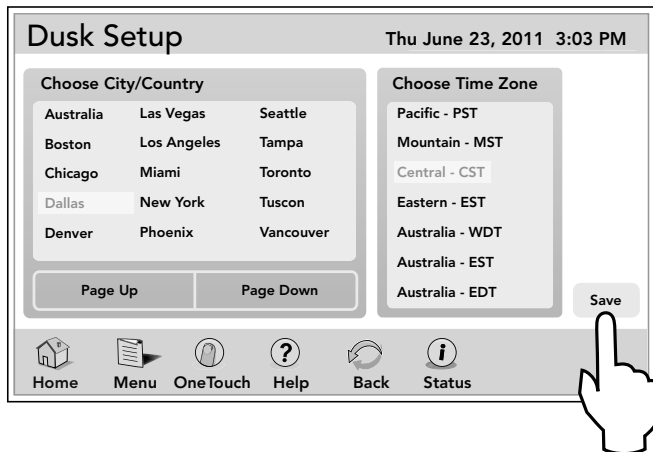 Dusk Setup
Thu June 23, 2011 3:03 PM
Choose City/Country
Australia Las Vegas Seattle
Boston Los Angeles Tampa
Chicago Miami Toronto
Dallas New York Tuscon
Denver Phoenix Vancouver
Page Up Page Down
Choose Time Zone
Pacific - PST
Mountain - MST
Central - CST
Eastern - EST
Australia - WDT
Australia - EST
Australia - EDT
Save
? i
Home Menu OneTouch Help Back Status